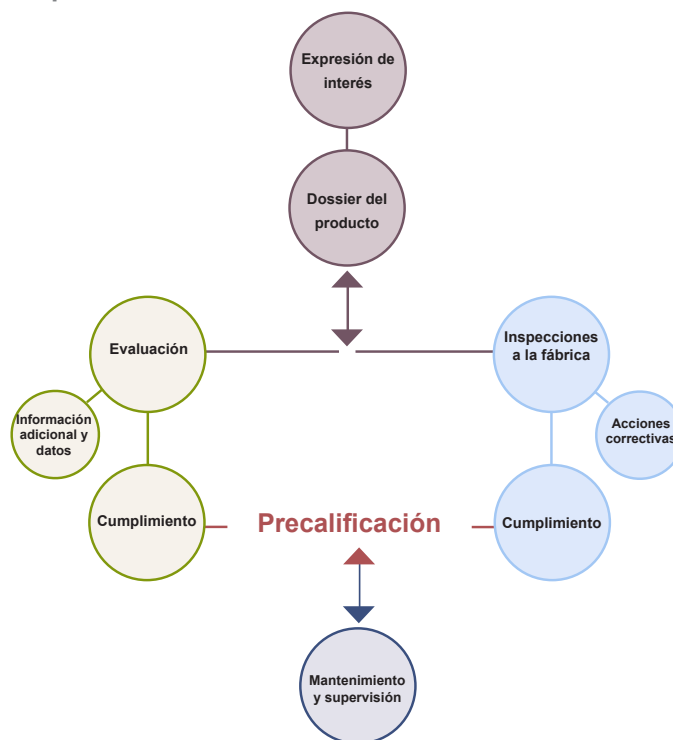 Expresión de
interés
Dossier del
producto
Evaluación
Inspecciones
a la fábrica
Información
adicional y
datos
Acciones
correctivas
Cumplimiento
Precalificación
Cumplimiento
Mantenimiento
y supervisión